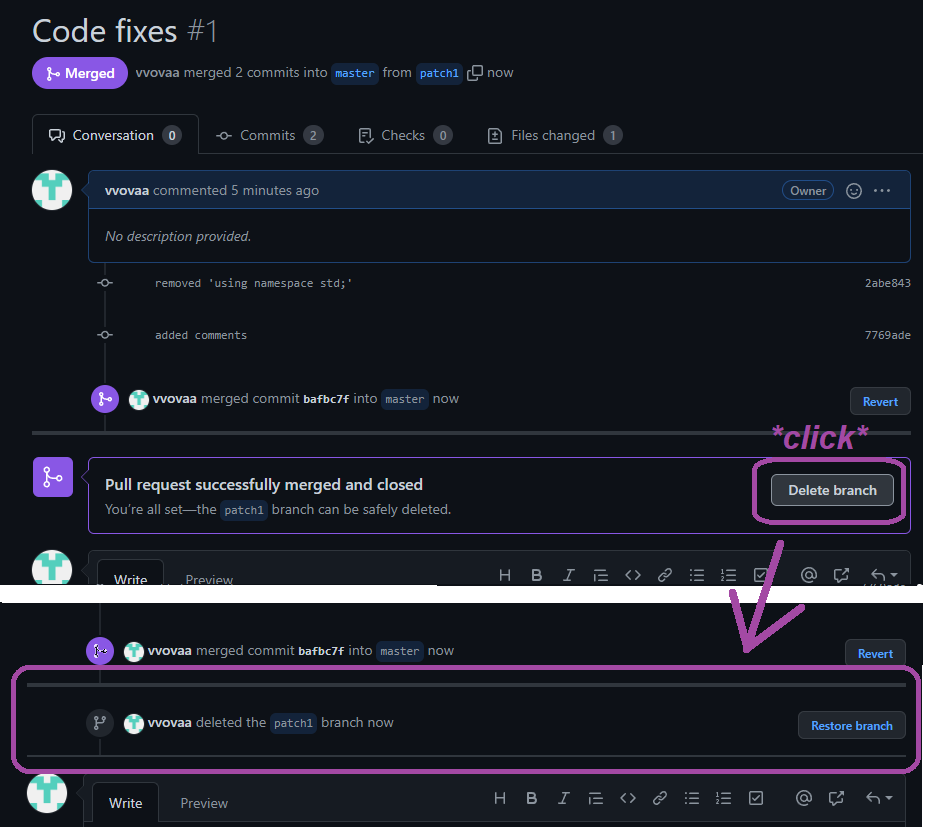 Code fixes #1
Merged vvovaa merged 2 commits into master from patch1 now
Conversation 0 Commits 2 Checks 0 Files changed 1
vvovaa commented 5 minutes ago Owner
No description provided.
removed 'using namespace std;' 2abe843
added comments 7769ade
vvovaa merged commit bafbc7f into master now Revert
*click*
Pull request successfully merged and closed Delete branch
You're all set—the patch1 branch can be safely deleted.
Write Preview
vvovaa merged commit bafbc7f into master now Revert
vvovaa deleted the patch1 branch now Restore branch
Write Preview